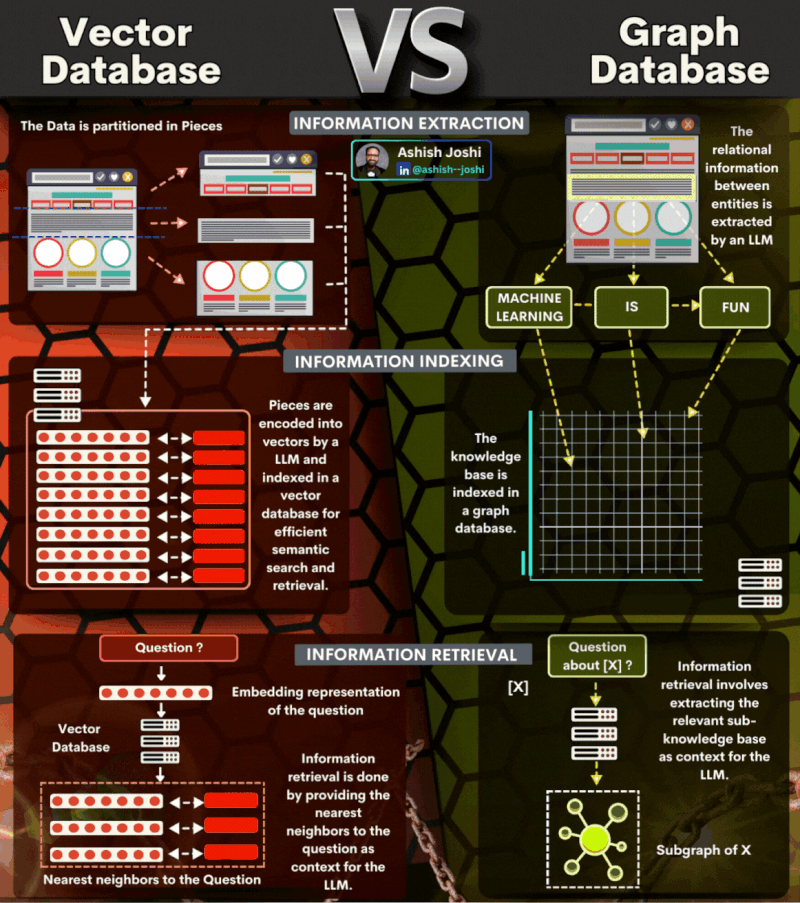 Vector
Database
VS
Graph
Database
INFORMATION EXTRACTION
The Data is partitioned in Pieces
Ashish Joshi
in @ashish--joshi
The
relational
information
between
entities is
extracted
by an LLM
MACHINE
LEARNING
IS
FUN
INFORMATION INDEXING
Pieces are
encoded into
vectors by a
LLM and
indexed in a
vector
database for
efficient
semantic
search and
retrieval.
The
knowledge
base is
indexed in
a graph
database.
INFORMATION RETRIEVAL
Question ?
Embedding representation
of the question
Vector
Database
Information
retrieval is done
by providing the
nearest
neighbors to the
question as
context for the
LLM.
Nearest neighbors to the Question
[X]
Question
about [X] ?
Information
retrieval involves
extracting the
relevant sub-
knowledge base
as context for the
LLM.
Subgraph of X